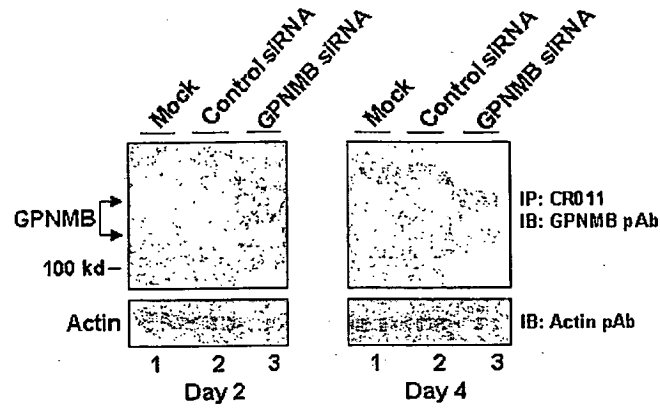 Mock Control siRNA GPNMB siRNA Mock Control siRNA GPNMB siRNA
GPNMB
100 kd
IP: CR011
IB: GPNMB pAb
Actin
IB: Actin pAb
1 2 3 1 2 3
Day 2 Day 4